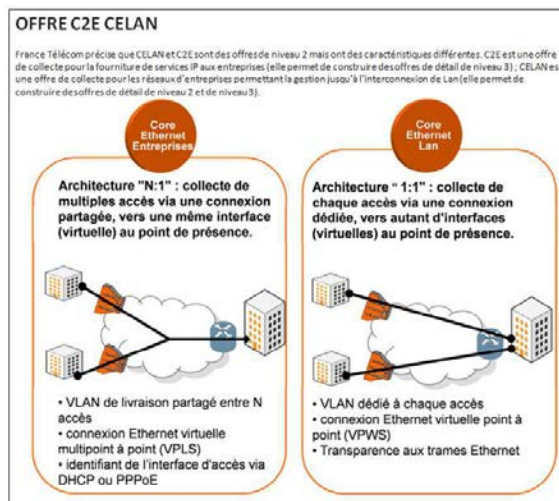 OFFRE C2E CELAN
France Télécom précise que CELAN et C2E sont des offres de niveau 2 mais ont des caractéristiques différentes. C2E est une offre
de collecte pour la fourniture de services IP aux entreprises (elle permet de construire des offres de détail de niveau 3) ; CELAN es
une offre de collecte pour les réseaux d'entreprises permettant la gestion jusqu'à l'interconnexion de Lan (elle permet de
construire des offres de détail de niveau 2 et de niveau 3).
Core
Ethernet
Entreprises
Architecture "N:1" : collecte de
multiples accès via une connexion
partagée, vers une même interface
(virtuelle) au point de présence.
• VLAN de livraison partagé entre N
accès
• connexion Ethernet virtuelle
multipoint à point (VPLS)
• identifiant de l'interface d'accès via
DHCP ou PPPoE
Core
Ethernet
Lan
Architecture " 1:1" : collecte de
chaque accès via une connexion
dédiée, vers autant d'interfaces
(virtuelles) au point de présence.
• VLAN dédié à chaque accès
• connexion Ethernet virtuelle point à
point (VPWS)
• Transparence aux trames Ethernet